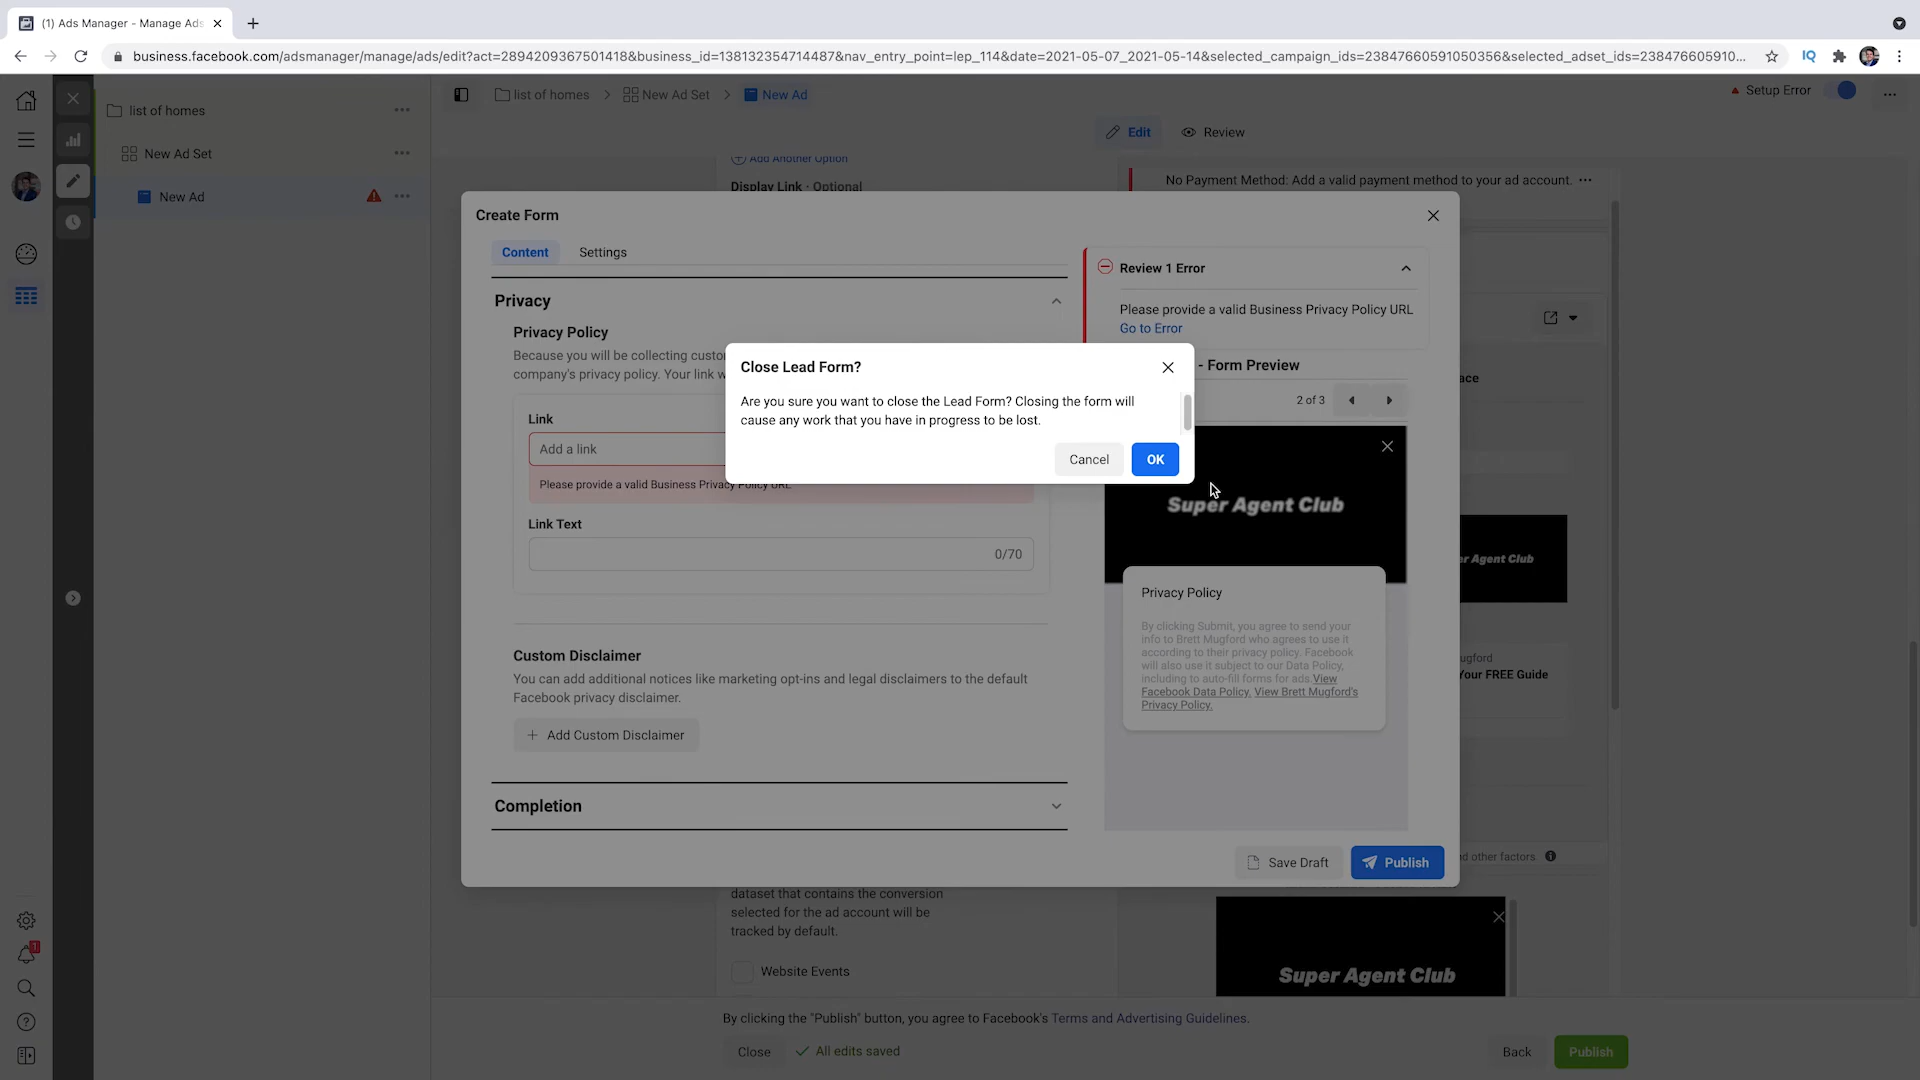 (1) Ads Manager - Manage Ads
business.facebook.com/adsmanager/manage/ads/edit?act=2894209367501418&business_id=138132354714487&nav_entry_point=lep_114&date=2021-05-07_2021-05-14&selected_campaign_ids=23847660591050356&selected_adset_ids=238476605910...
IQ
list of homes
New Ad Set
New Ad
list of homes
New Ad Set
New Ad
Setup Error
Edit
Review
Add Another Option
Display Link · Optional
No Payment Method: Add a valid payment method to your ad account.
Create Form
Content
Settings
Privacy
Privacy Policy
Because you will be collecting custo
company's privacy policy. Your link w
Link
Add a link
Please provide a valid Business Privacy Policy URL
Link Text
0/70
Custom Disclaimer
You can add additional notices like marketing opt-ins and legal disclaimers to the default
Facebook privacy disclaimer.
Add Custom Disclaimer
Completion
Review 1 Error
Please provide a valid Business Privacy Policy URL
Go to Error
- Form Preview
2 of 3
Super Agent Club
Privacy Policy
By clicking Submit, you agree to send your
info to Brett Mugford who agrees to use it
according to their privacy policy. Facebook
will also use it subject to our Data Policy,
including to auto-fill forms for ads.View
Facebook Data Policy. View Brett Mugford's
Privacy Policy.
Save Draft
Publish
Close Lead Form?
Are you sure you want to close the Lead Form? Closing the form will
cause any work that you have in progress to be lost.
Cancel
OK
ace
er Agent Club
ugford
Your FREE Guide
nd other factors.
dataset that contains the conversion
selected for the ad account will be
tracked by default.
Website Events
Super Agent Club
By clicking the "Publish" button, you agree to Facebook's Terms and Advertising Guidelines.
Close
All edits saved
Back
Publish
1